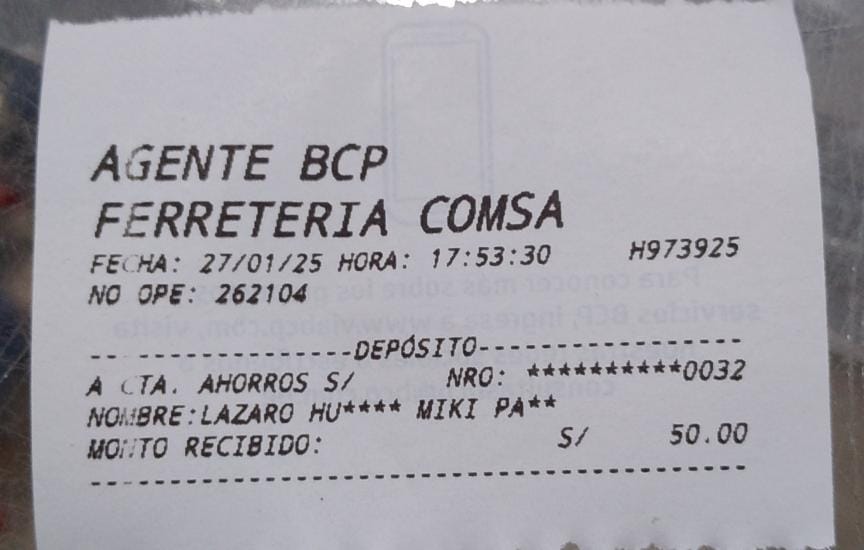 AGENTE BCP
FERRETERIA COMSA
FECHA: 27/01/25 HORA: 17:53:30 H973925
NO OPE: 262104
------------------DEPÓSITO------------------
A CTA. AHORROS S/ NRO: **********0032
NOMBRE:LAZARO HU**** MIKI PA**
MONTO RECIBIDO: S/ 50.00
--------------------------------------------